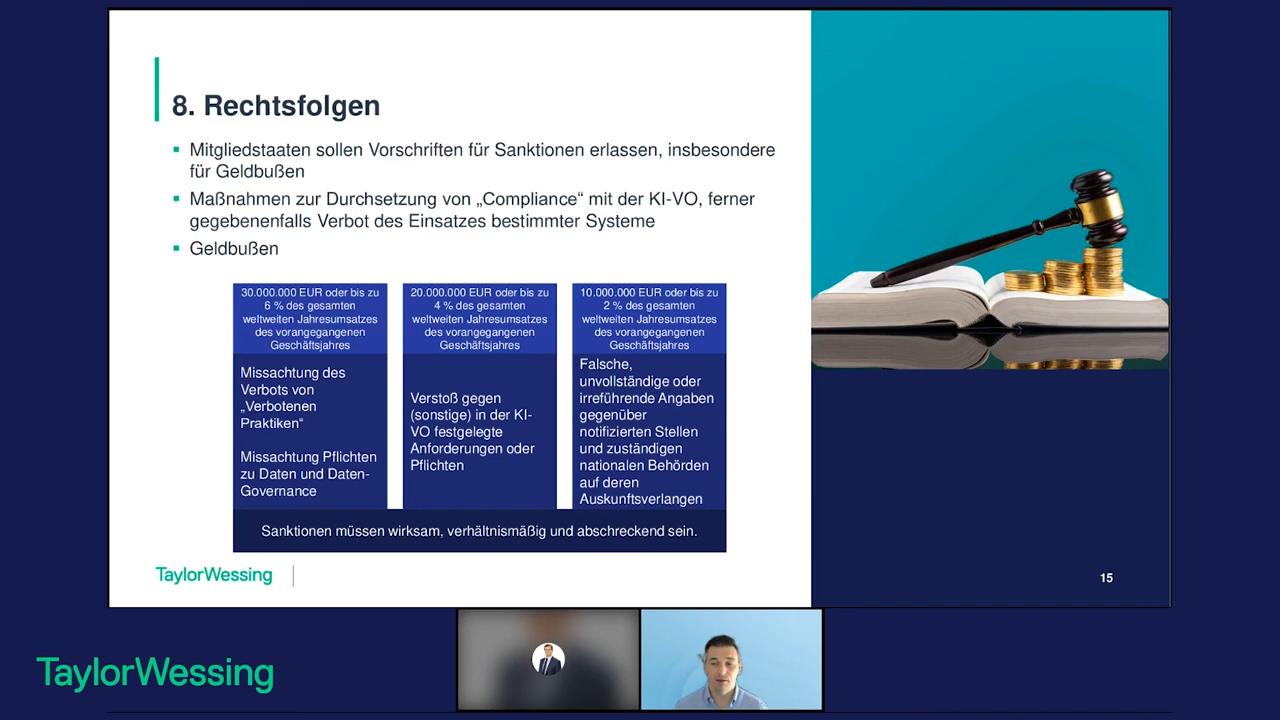 8. Rechtsfolgen
Mitgliedstaaten sollen Vorschriften für Sanktionen erlassen, insbesondere
für Geldbußen
Maßnahmen zur Durchsetzung von „Compliance“ mit der KI-VO, ferner
gegebenenfalls Verbot des Einsatzes bestimmter Systeme
Geldbußen
30.000.000 EUR oder bis zu
6 % des gesamten
weltweiten Jahresumsatzes
des vorangegangenen
Geschäftsjahres
Missachtung des
Verbots von
„Verbotenen
Praktiken“
Missachtung Pflichten
zu Daten und Daten-
Governance
20.000.000 EUR oder bis zu
4 % des gesamten
weltweiten Jahresumsatzes
des vorangegangenen
Geschäftsjahres
Verstoß gegen
(sonstige) in der KI-
VO festgelegte
Anforderungen oder
Pflichten
10.000.000 EUR oder bis zu
2 % des gesamten
weltweiten Jahresumsatzes
des vorangegangenen
Geschäftsjahres
Falsche,
unvollständige oder
irreführende Angaben
gegenüber
notifizierten Stellen
und zuständigen
nationalen Behörden
auf deren
Auskunftsverlangen
Sanktionen müssen wirksam, verhältnismäßig und abschreckend sein.
TaylorWessing
15
TaylorWessing